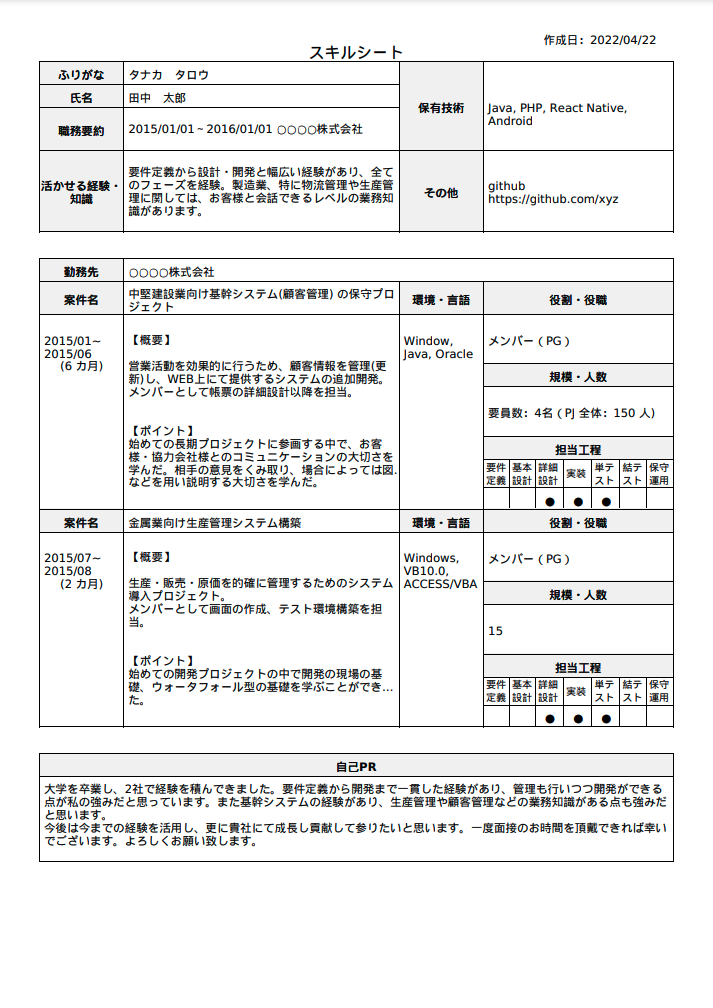 作成日：2022/04/22
スキルシート
ふりがな
タナカ　タロウ
氏名
田中　太郎
職務要約
2015/01/01 ~ 2016/01/01 ○○○○株式会社
保有技術
Java, PHP, React Native,
Android
活かせる経験・
知識
要件定義から設計・開発と幅広い経験があり、全て
のフェーズを経験。製造業、特に物流管理や生産管
理に関しては、お客様と会話できるレベルの業務知
識があります。
その他
github
https://github.com/xyz
勤務先
○○○○株式会社
案件名
中堅建設業向け基幹システム(顧客管理) の保守プロ
ジェクト
環境・言語
役割・役職
2015/01~
2015/06
(6 カ月)
【概要】
営業活動を効果的に行うため、顧客情報を管理(更
新)し、WEB上にて提供するシステムの追加開発。
メンバーとして帳票の詳細設計以降を担当。
【ポイント】
始めての長期プロジェクトに参画する中で、お客
様・協力会社様とのコミュニケーションの大切さを
学んだ。相手の意見をくみ取り、場合によっては図.
などを用い説明する大切さを学んだ。
Window,
Java, Oracle
メンバー（PG）
規模・人数
要員数：4名（PJ 全体：150 人)
担当工程
要件定義 基本設計 詳細設計 実装 単テスト 結テスト 保守運用
● ● ●
案件名
金属業向け生産管理システム構築
環境・言語
役割・役職
2015/07~
2015/08
(2 カ月)
【概要】
生産・販売・原価を的確に管理するためのシステム
導入プロジェクト。
メンバーとして画面の作成、テスト環境構築を担
当。
【ポイント】
始めての開発プロジェクトの中で開発の現場の基
礎、ウォータフォール型の基礎を学ぶことができ...
た。
Windows,
VB10.0,
ACCESS/VBA
メンバー（PG）
規模・人数
15
担当工程
要件定義 基本設計 詳細設計 実装 単テスト 結テスト 保守運用
● ● ●
自己PR
大学を卒業し、2社で経験を積んできました。要件定義から開発まで一貫した経験があり、管理も行いつつ開発ができる
点が私の強みだと思っています。また基幹システムの経験があり、生産管理や顧客管理などの業務知識がある点も強みだ
と思います。
今後は今までの経験を活用し、更に貴社にて成長し貢献して参りたいと思います。一度面接のお時間を頂戴できれば幸い
でございます。よろしくお願い致します。